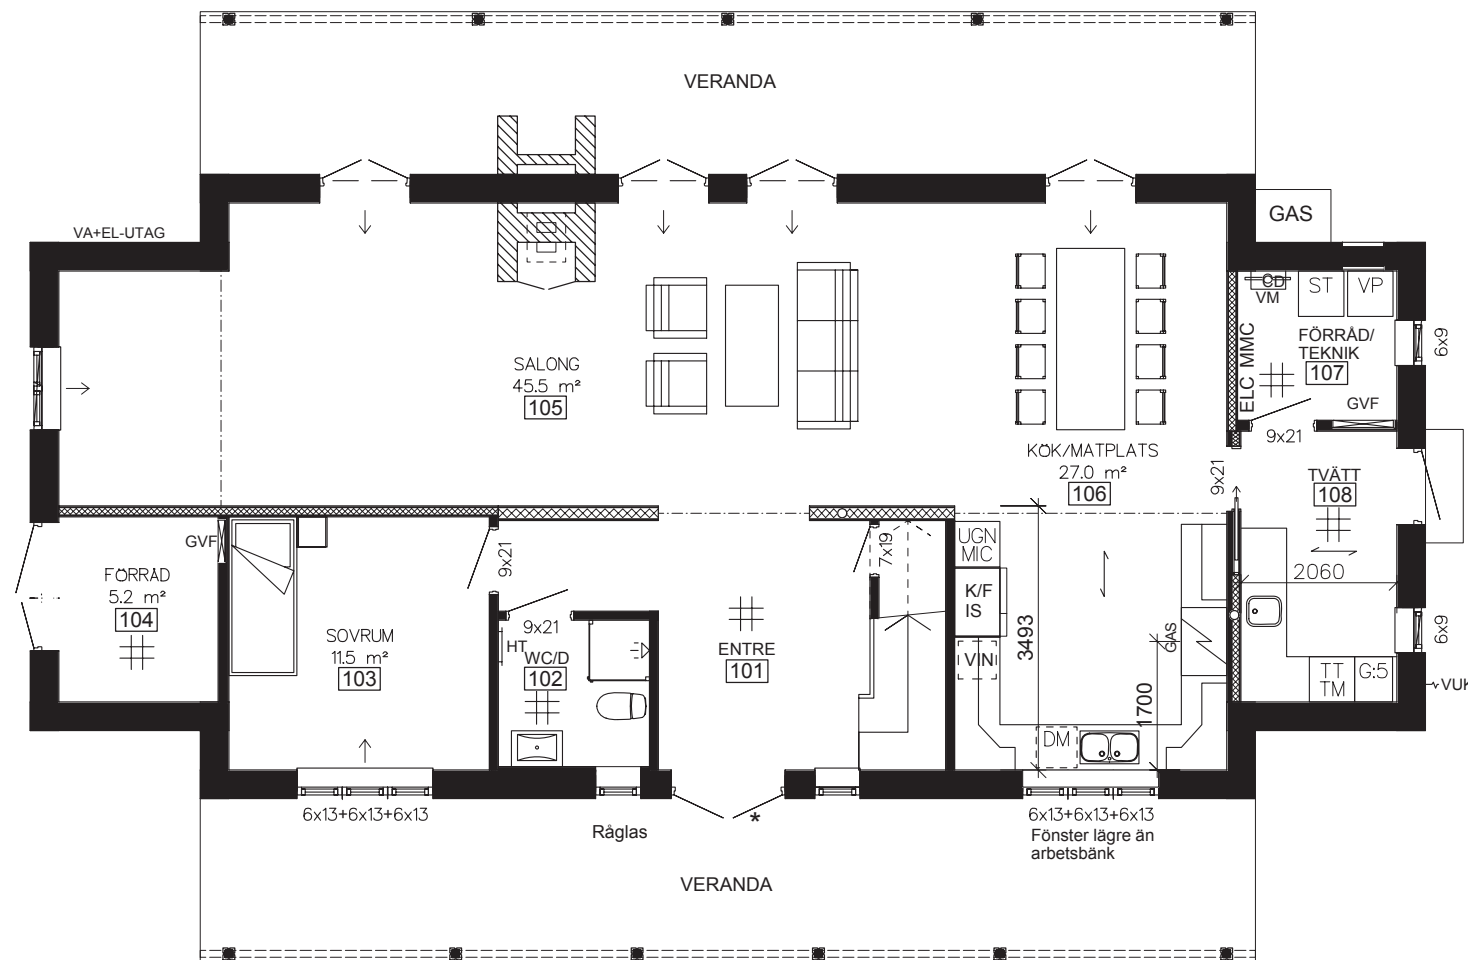 VERANDA
GAS
VA+EL-UTAG
CD
VM
ST
VP
ELC MMC
FÖRRÅD/
TEKNIK
107
6x9
GVF
9x21
SALONG
45.5 m²
105
KÖK/MATPLATS
27.0 m²
106
9x21
TVÄTT
108
2060
GVF
FÖRRÅD
5.2 m²
104
SOVRUM
11.5 m²
103
9x21
9x21
HT
WC/D
102
ENTRE
101
7x19
UGN
MIC
K/F
IS
VIN
3493
GAS
1700
DM
TT
TM
G:5
6x9
VUK
6x13+6x13+6x13
Råglas
*
6x13+6x13+6x13
Fönster lägre än
arbetsbänk
VERANDA